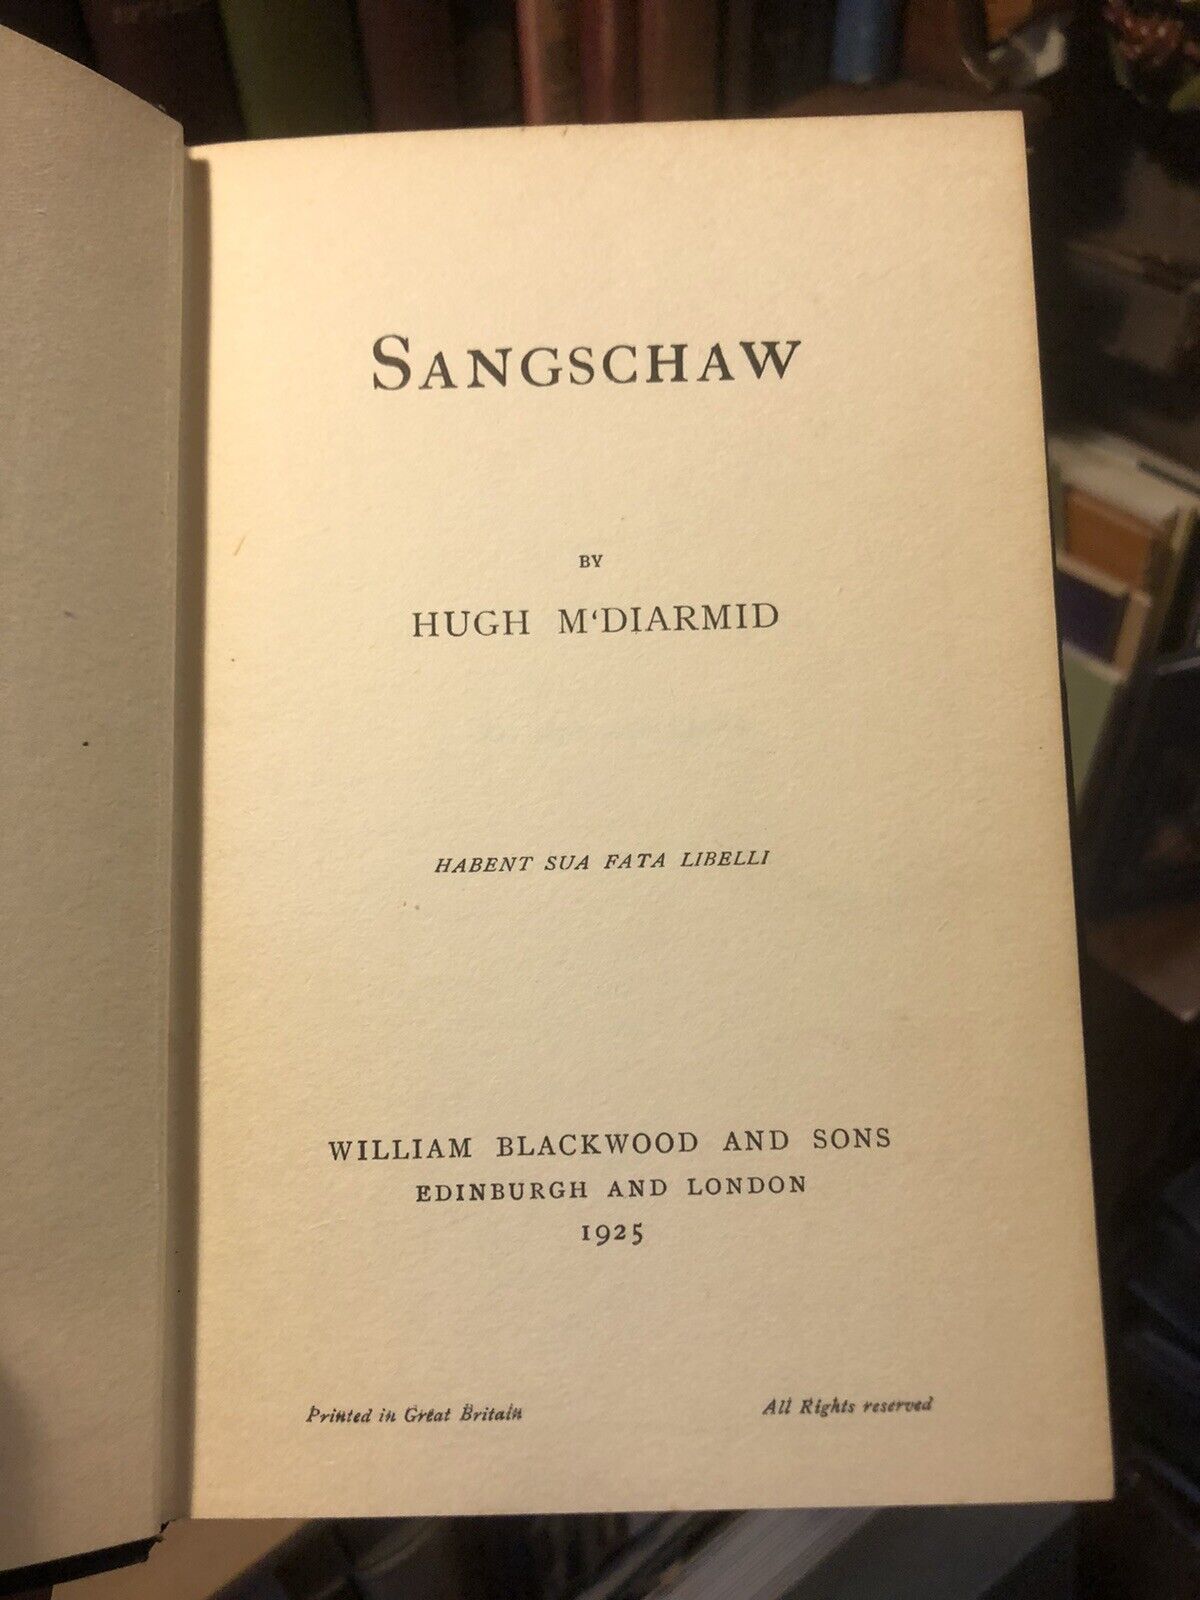 SANGSCHAW
BY
HUGH M‘DIARMID
HABENT SUA FATA LIBELLI
WILLIAM BLACKWOOD AND SONS
EDINBURGH AND LONDON
1925
Printed in Great Britain
All Rights reserved